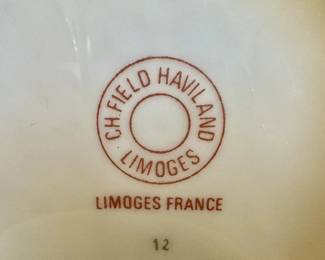 CH. FIELD HAVILAND
LIMOGES
LIMOGES FRANCE
12